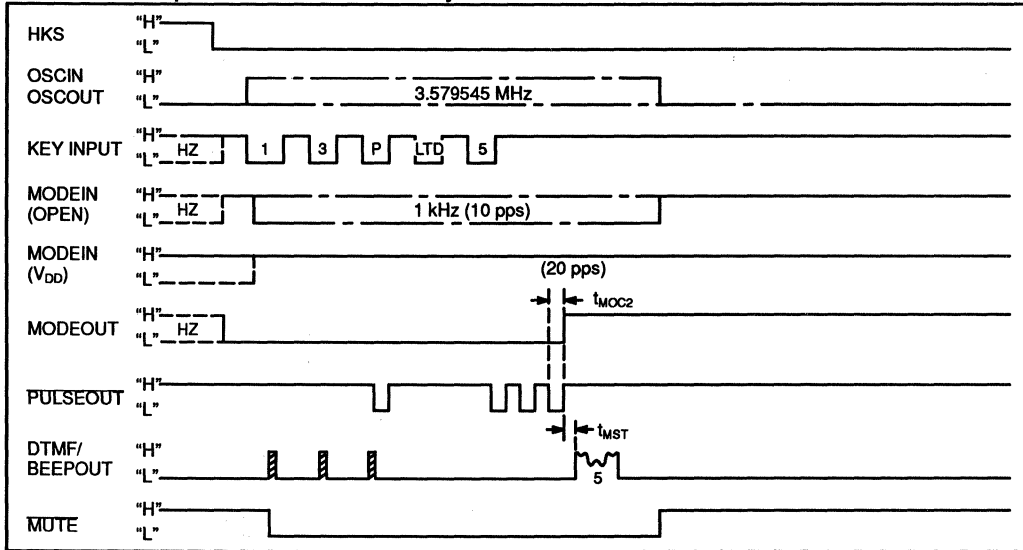 HKS "H"
"L"
OSCIN "H"
OSCOUT "L" 3.579545 MHz
KEY INPUT "H"
"L" HZ 1 3 P LTD 5
MODEIN "H"
(OPEN) "L" HZ 1 kHz (10 pps)
MODEIN "H"
(VDD) "L"
(20 pps)
tMOC2
MODEOUT "H"
"L" HZ
PULSEOUT "H"
"L"
tMST
DTMF/ "H"
BEEPOUT "L"
5
MUTE "H"
"L"